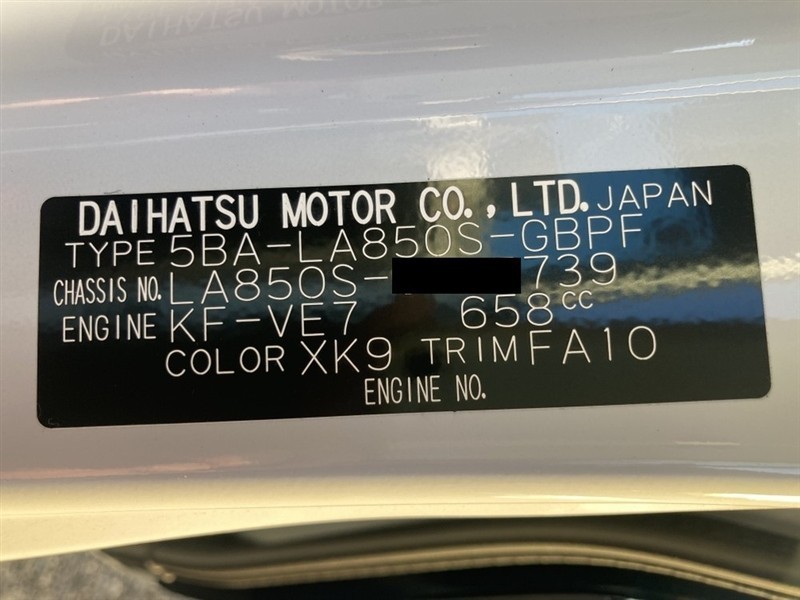 DAIHATSU MOTOR CO., LTD. JAPAN
TYPE 5BA-LA850S-GBPF
CHASSIS NO. LA850S- 739
ENGINE KF-VE7 658cc
COLOR XK9 TRIM FA10
ENGINE NO.